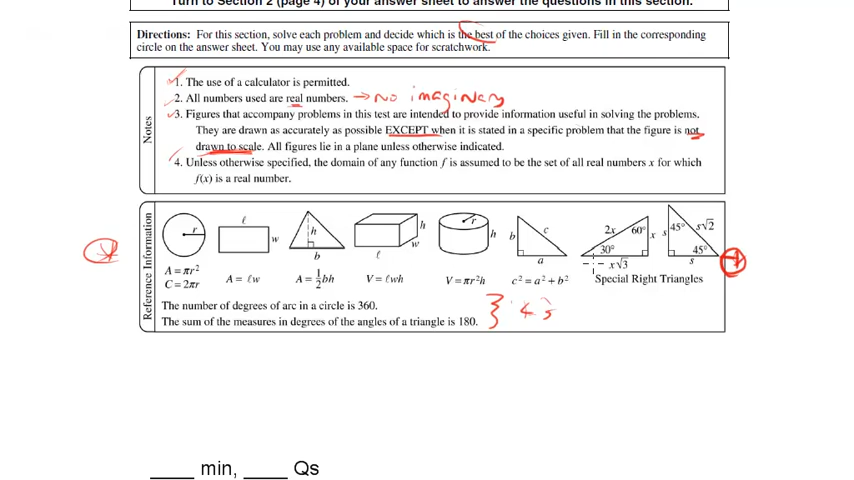 Turn to Section 2 (page 4) of your answer sheet to answer the questions in this section.
Directions: For this section, solve each problem and decide which is the best of the choices given. Fill in the corresponding
circle on the answer sheet. You may use any available space for scratchwork.
Notes
1. The use of a calculator is permitted.
2. All numbers used are real numbers. → no imaginary
3. Figures that accompany problems in this test are intended to provide information useful in solving the problems.
They are drawn as accurately as possible EXCEPT when it is stated in a specific problem that the figure is not
drawn to scale. All figures lie in a plane unless otherwise indicated.
4. Unless otherwise specified, the domain of any function f is assumed to be the set of all real numbers x for which
f(x) is a real number.
Reference Information
r
ℓ
w
h
b
ℓ
w
h
r
h
b
c
a
2x
60°
x
30°
x√3
s
45°
s√2
45°
s
A = πr²
C = 2πr
A = ℓw
A = 1/2 bh
V = ℓwh
V = πr²h
c² = a² + b²
Special Right Triangles
The number of degrees of arc in a circle is 360.
The sum of the measures in degrees of the angles of a triangle is 180.
____ min, ____ Qs